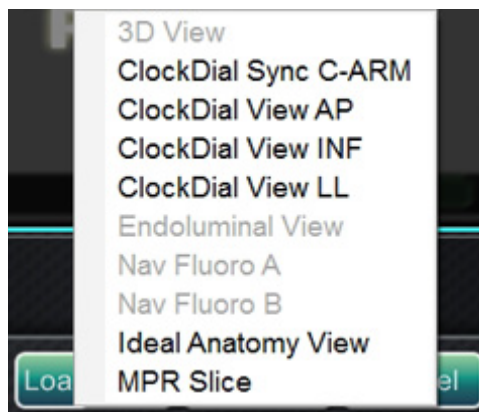 3D View
ClockDial Sync C-ARM
ClockDial View AP
ClockDial View INF
ClockDial View LL
Endoluminal View
Nav Fluoro A
Nav Fluoro B
Ideal Anatomy View
MPR Slice